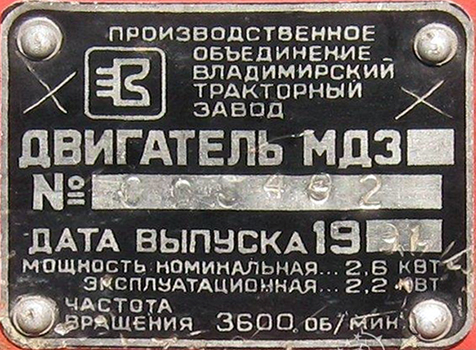 ПРОИЗВОДСТВЕННОЕ
ОБЪЕДИНЕНИЕ
ВЛАДИМИРСКИЙ
ТРАКТОРНЫЙ
ЗАВОД
ДВИГАТЕЛЬ МДЗ
№
ДАТА ВЫПУСКА 19
МОЩНОСТЬ НОМИНАЛЬНАЯ... 2,6 КВТ
ЭКСПЛУАТАЦИОННАЯ... 2,2 КВТ
ЧАСТОТА
ВРАЩЕНИЯ 3600 ОБ/МИН